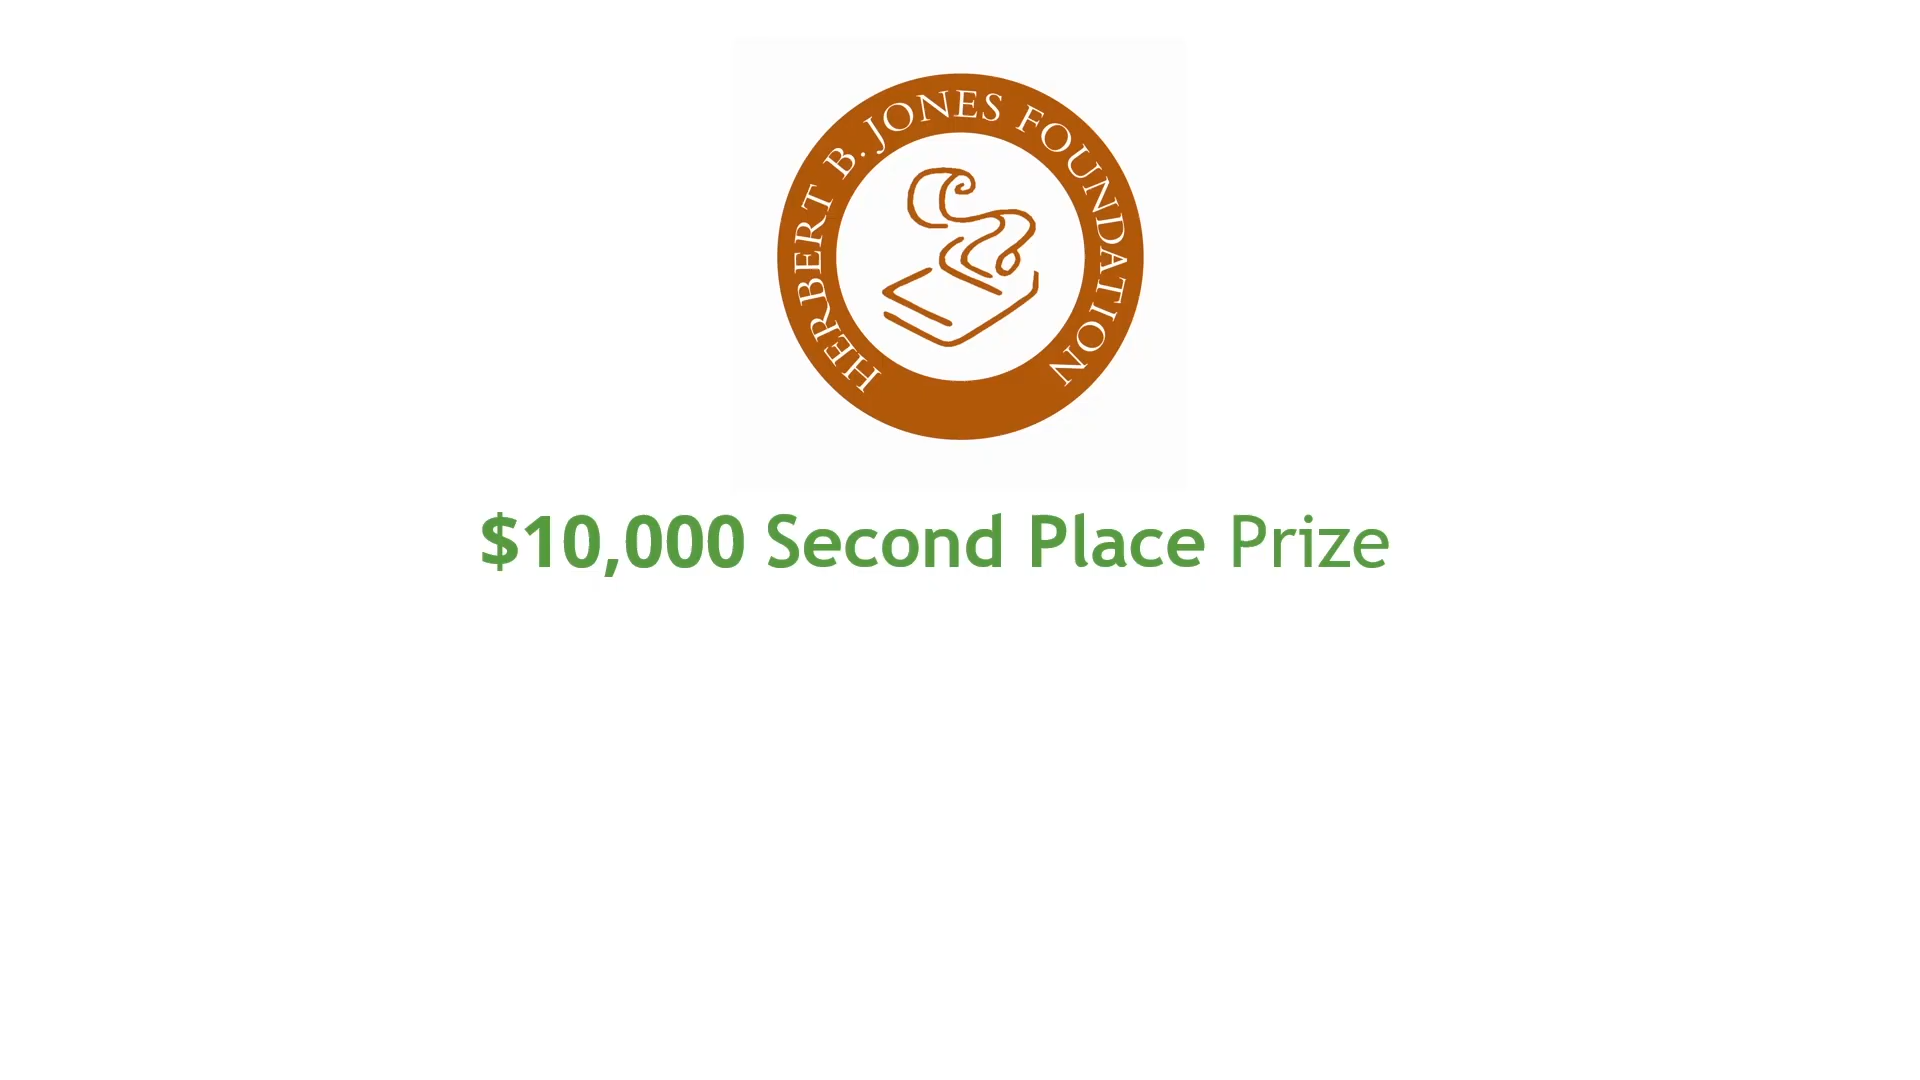 HERBERT B. JONES FOUNDATION
$10,000 Second Place Prize